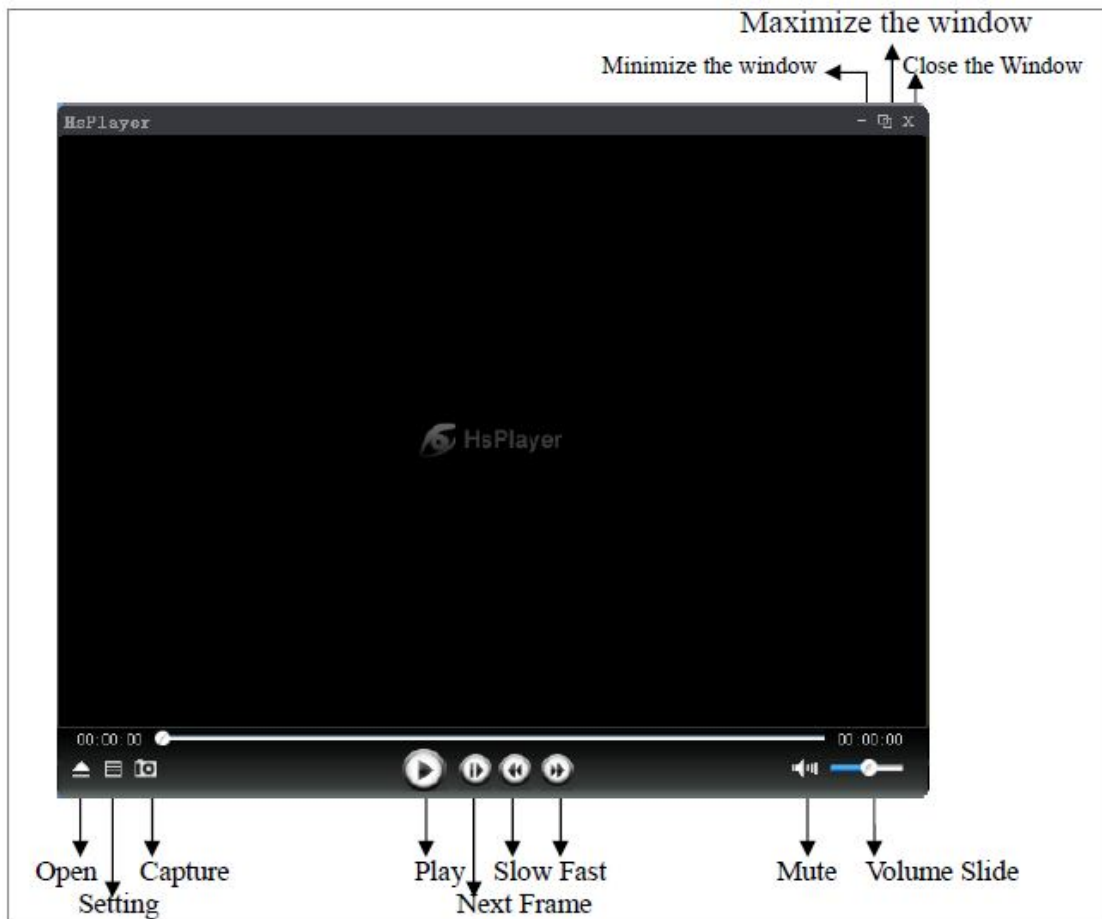 Maximize the window
Minimize the window
Close the Window
HsPlayer
HsPlayer
00:00:00
00:00:00
Open
Capture
Play
Slow Fast
Mute
Volume Slide
Setting
Next Frame